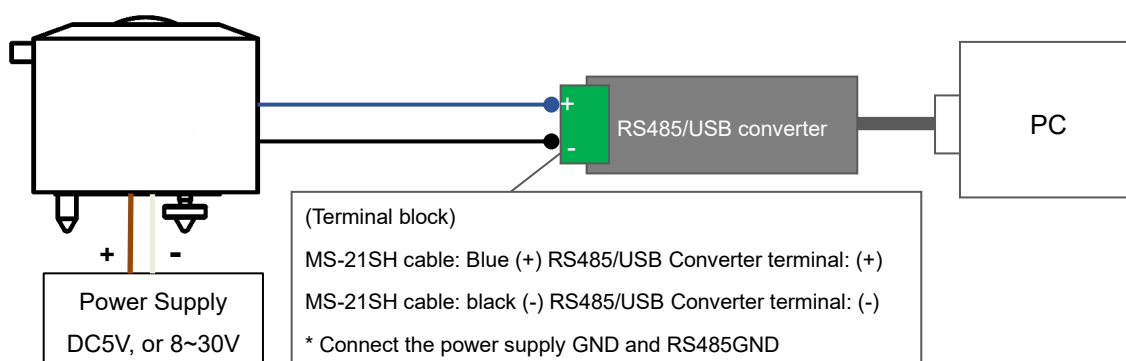 +
-
RS485/USB converter
PC
+ -
Power Supply
DC5V, or 8~30V
(Terminal block)
MS-21SH cable: Blue (+) RS485/USB Converter terminal: (+)
MS-21SH cable: black (-) RS485/USB Converter terminal: (-)
* Connect the power supply GND and RS485GND